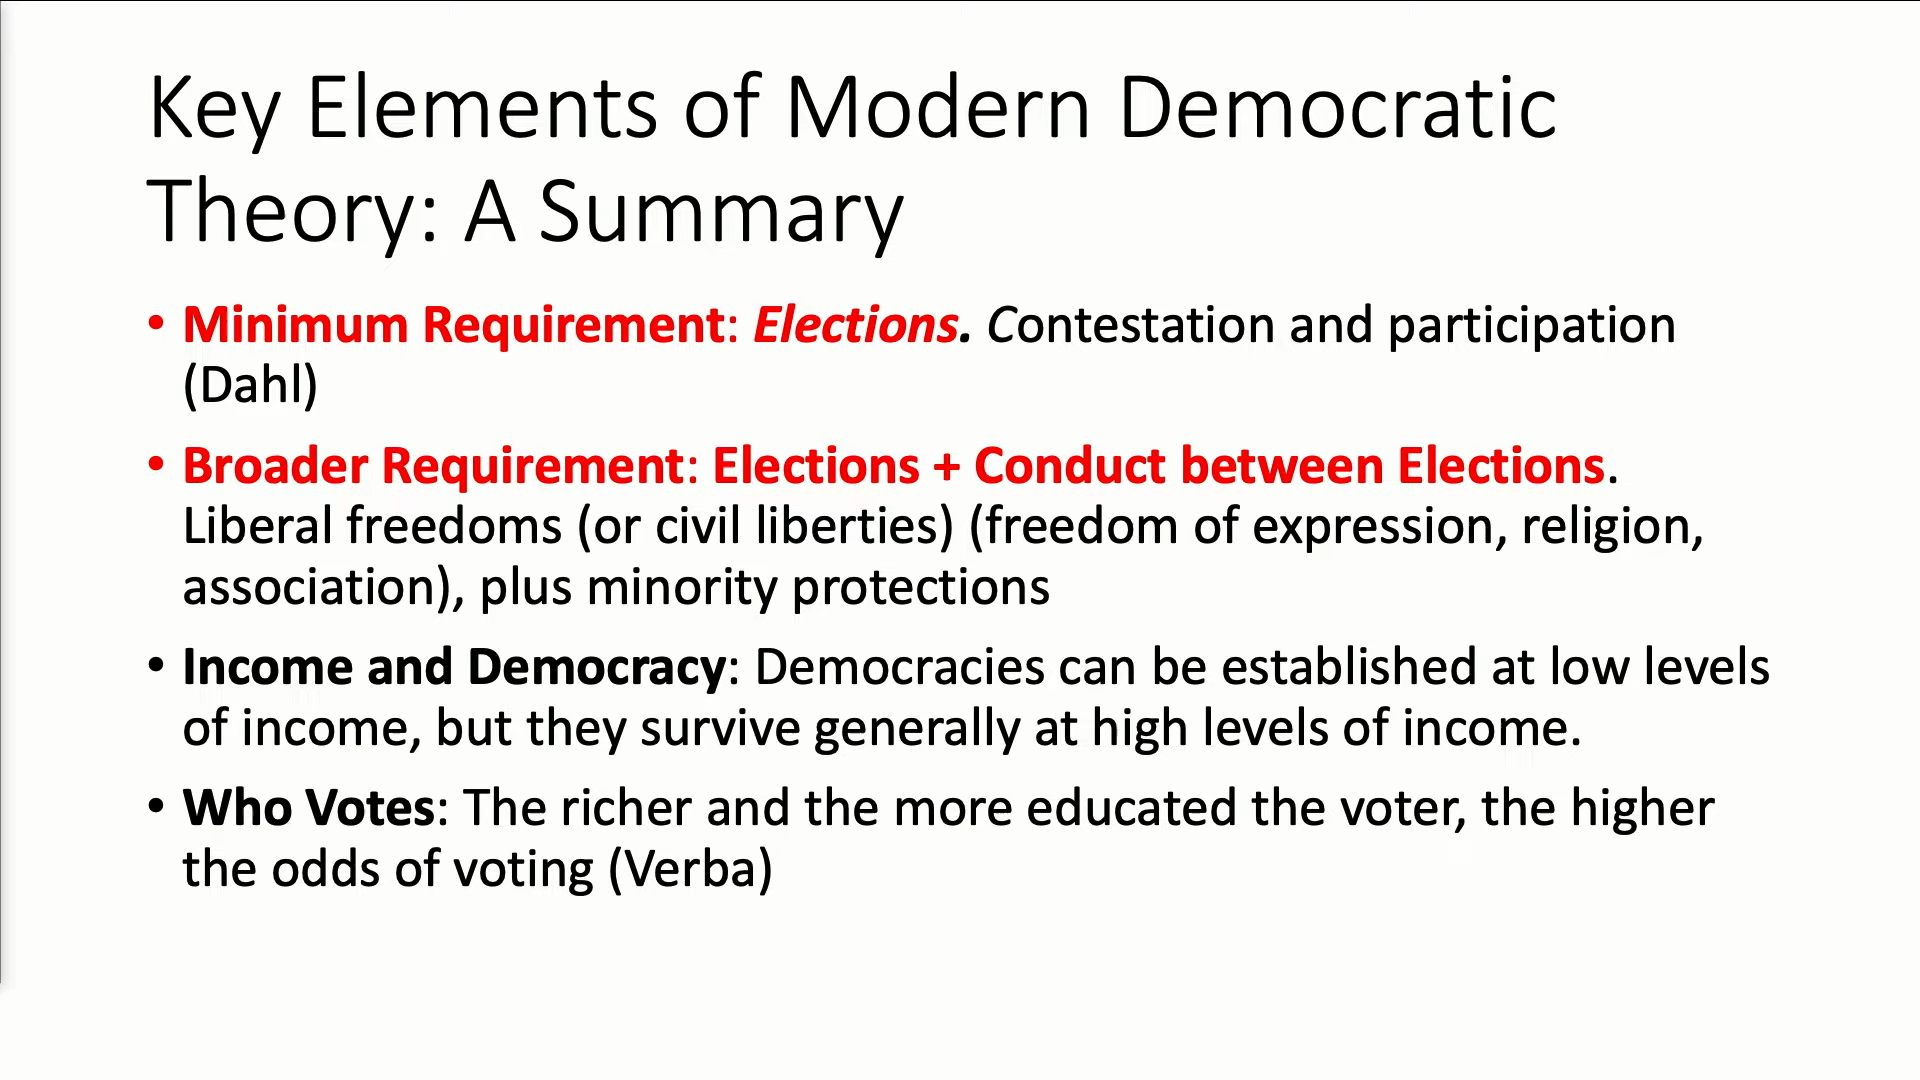 Key Elements of Modern Democratic
Theory: A Summary
• Minimum Requirement: Elections. Contestation and participation
(Dahl)
• Broader Requirement: Elections + Conduct between Elections.
Liberal freedoms (or civil liberties) (freedom of expression, religion,
association), plus minority protections
• Income and Democracy: Democracies can be established at low levels
of income, but they survive generally at high levels of income.
• Who Votes: The richer and the more educated the voter, the higher
the odds of voting (Verba)